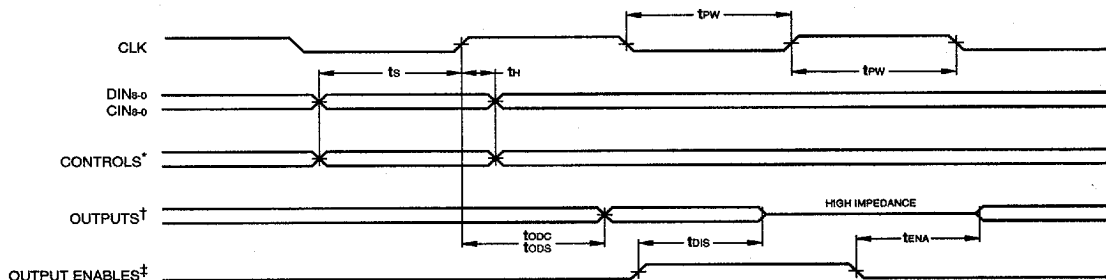 tPW
CLK
tS
tH
tPW
DIN8-0
CIN8-0
CONTROLS*
OUTPUTS†
HIGH IMPEDANCE
tODC
tODS
tDIS
tENA
OUTPUT ENABLES‡